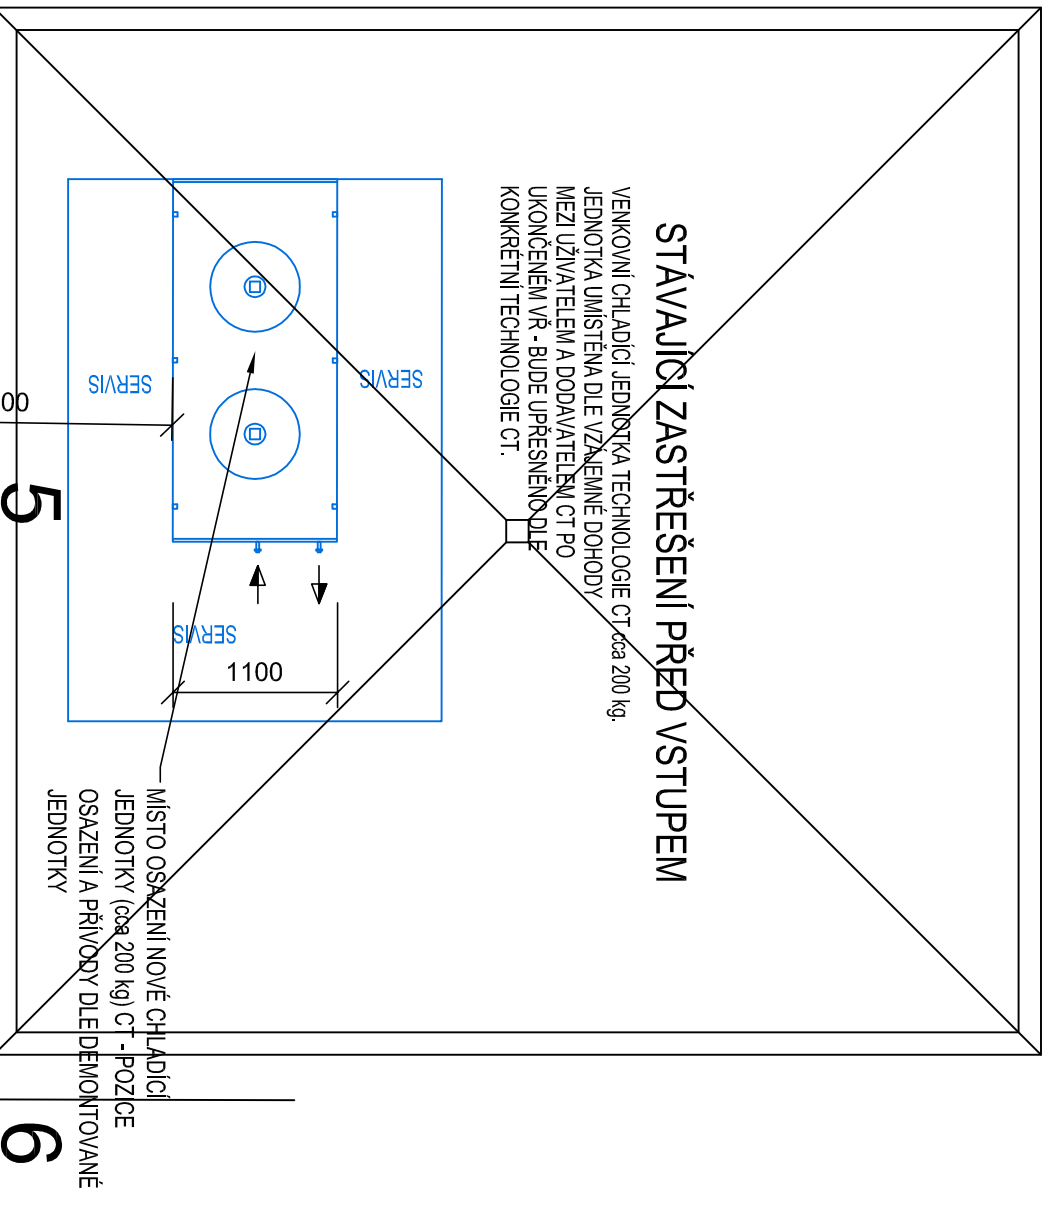 STÁVAJÍCÍ ZASTŘEŠENÍ PŘED VSTUPEM
VENKOVNÍ CHLADÍCÍ JEDNOTKA TECHNOLOGIE CT cca 200 kg.
JEDNOTKA UMÍSTĚNA DLE VZÁJEMNÉ DOHODY
MEZI UŽIVATELEM A DODAVATELEM CT PO
UKONČENÉM VŘ - BUDE UPŘESNĚNO DLE
KONKRÉTNÍ TECHNOLOGIE CT.
SERVIS
SERVIS
00
5
SERVIS
1100
MÍSTO OSAZENÍ NOVÉ CHLADÍCÍ
JEDNOTKY (cca 200 kg) CT - POZICE
OSAZENÍ A PŘÍVODY DLE DEMONTOVANÉ
JEDNOTKY
6